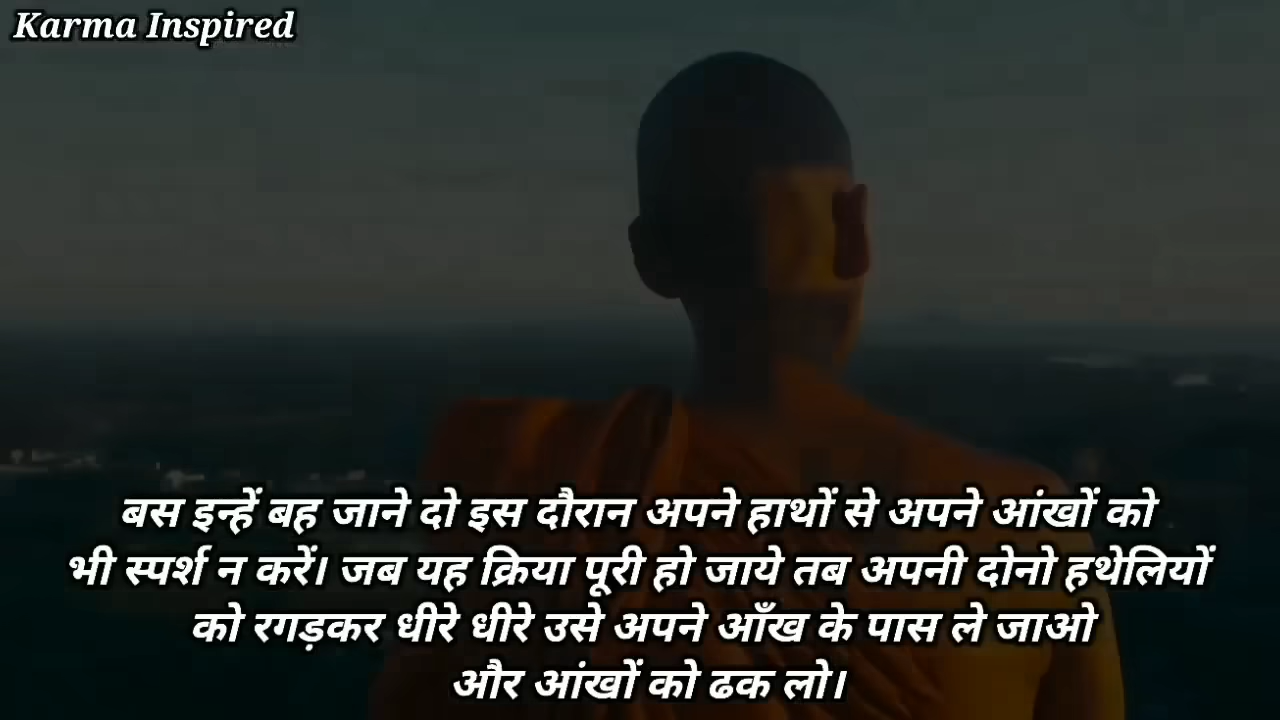 Karma Inspired
बस इन्हें बह जाने दो इस दौरान अपने हाथों से अपने आंखों को
भी स्पर्श न करें। जब यह क्रिया पूरी हो जाये तब अपनी दोनो हथेलियों
को रगड़कर धीरे धीरे उसे अपने आँख के पास ले जाओ
और आंखों को ढक लो।